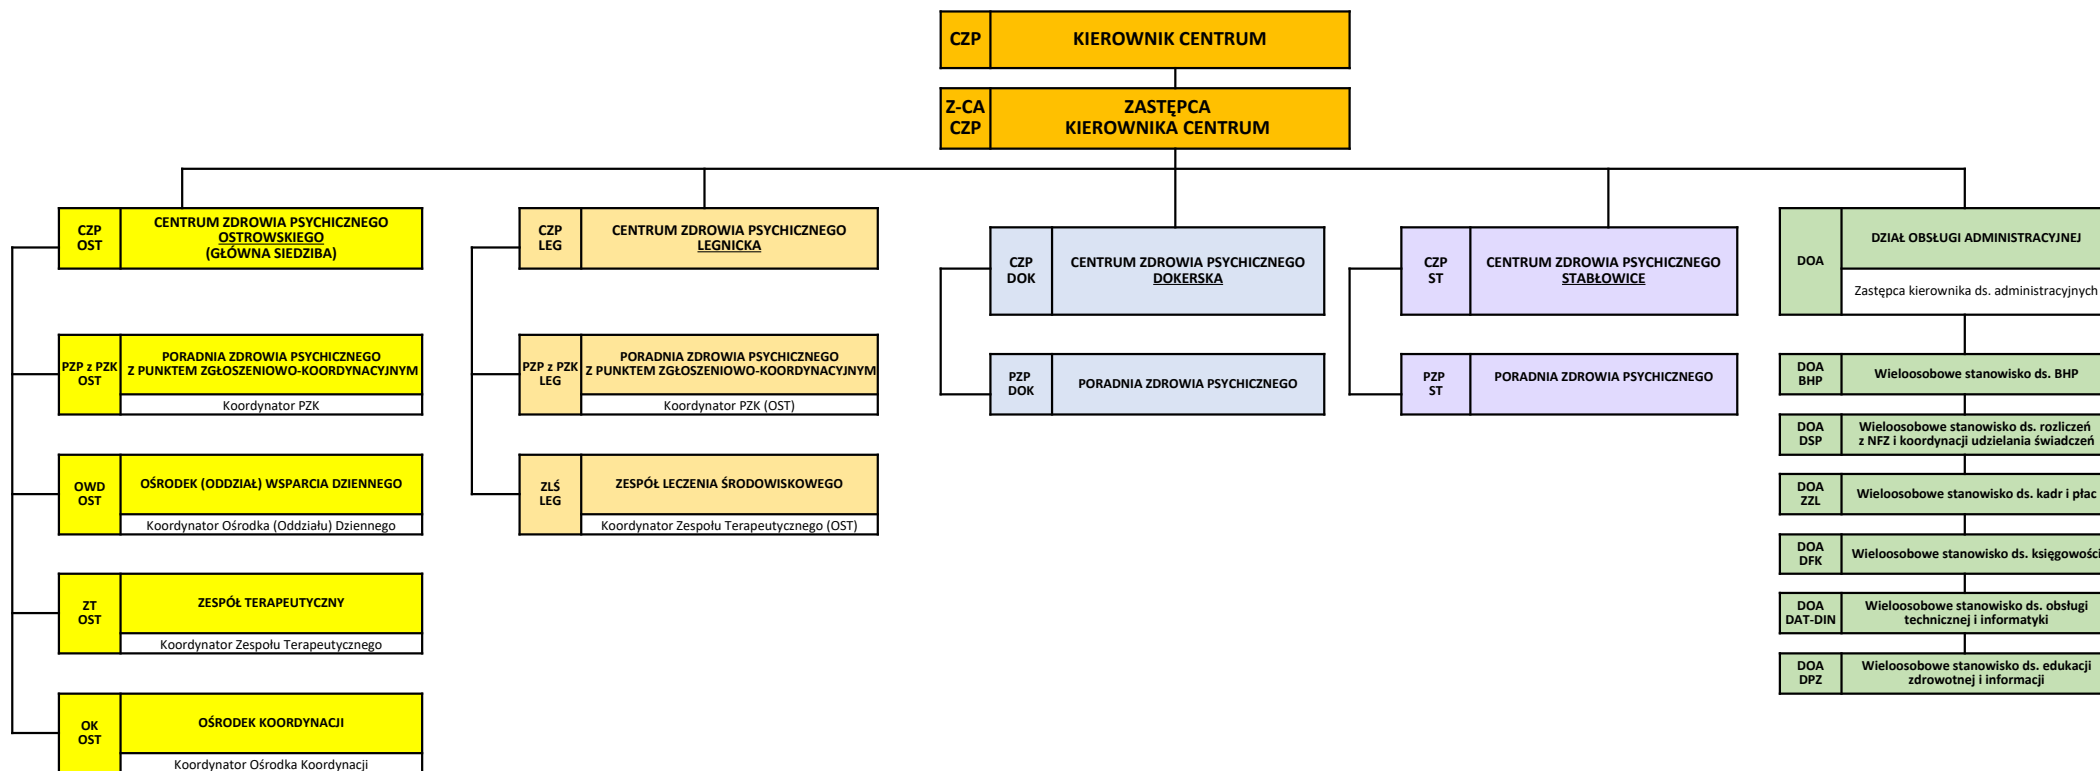 CZP
KIEROWNIK CENTRUM
Z-CA
CZP
ZASTĘPCA
KIEROWNIKA CENTRUM
CZP
OST
CENTRUM ZDROWIA PSYCHICZNEGO
OSTROWSKIEGO
(GŁÓWNA SIEDZIBA)
PZP z PZK
OST
PORADNIA ZDROWIA PSYCHICZNEGO
Z PUNKTEM ZGŁOSZENIOWO-KOORDYNACYJNYM
Koordynator PZK
OWD
OST
OŚRODEK (ODDZIAŁ) WSPARCIA DZIENNEGO
Koordynator Ośrodka (Oddziału) Dziennego
ZT
OST
ZESPÓŁ TERAPEUTYCZNY
Koordynator Zespołu Terapeutycznego
OK
OST
OŚRODEK KOORDYNACJI
Koordynator Ośrodka Koordynacji
CZP
LEG
CENTRUM ZDROWIA PSYCHICZNEGO
LEGNICKA
PZP z PZK
LEG
PORADNIA ZDROWIA PSYCHICZNEGO
Z PUNKTEM ZGŁOSZENIOWO-KOORDYNACYJNYM
Koordynator PZK (OST)
ZLŚ
LEG
ZESPÓŁ LECZENIA ŚRODOWISKOWEGO
Koordynator Zespołu Terapeutycznego (OST)
CZP
DOK
CENTRUM ZDROWIA PSYCHICZNEGO
DOKERSKA
PZP
DOK
PORADNIA ZDROWIA PSYCHICZNEGO
CZP
ST
CENTRUM ZDROWIA PSYCHICZNEGO
STABŁOWICE
PZP
ST
PORADNIA ZDROWIA PSYCHICZNEGO
DOA
DZIAŁ OBSŁUGI ADMINISTRACYJNEJ
Zastępca kierownika ds. administracyjnych
DOA
BHP
Wieloosobowe stanowisko ds. BHP
DOA
DSP
Wieloosobowe stanowisko ds. rozliczeń
z NFZ i koordynacji udzielania świadczeń
DOA
ZZL
Wieloosobowe stanowisko ds. kadr i płac
DOA
DFK
Wieloosobowe stanowisko ds. księgowości
DOA
DAT-DIN
Wieloosobowe stanowisko ds. obsługi
technicznej i informatyki
DOA
DPZ
Wieloosobowe stanowisko ds. edukacji
zdrowotnej i informacji